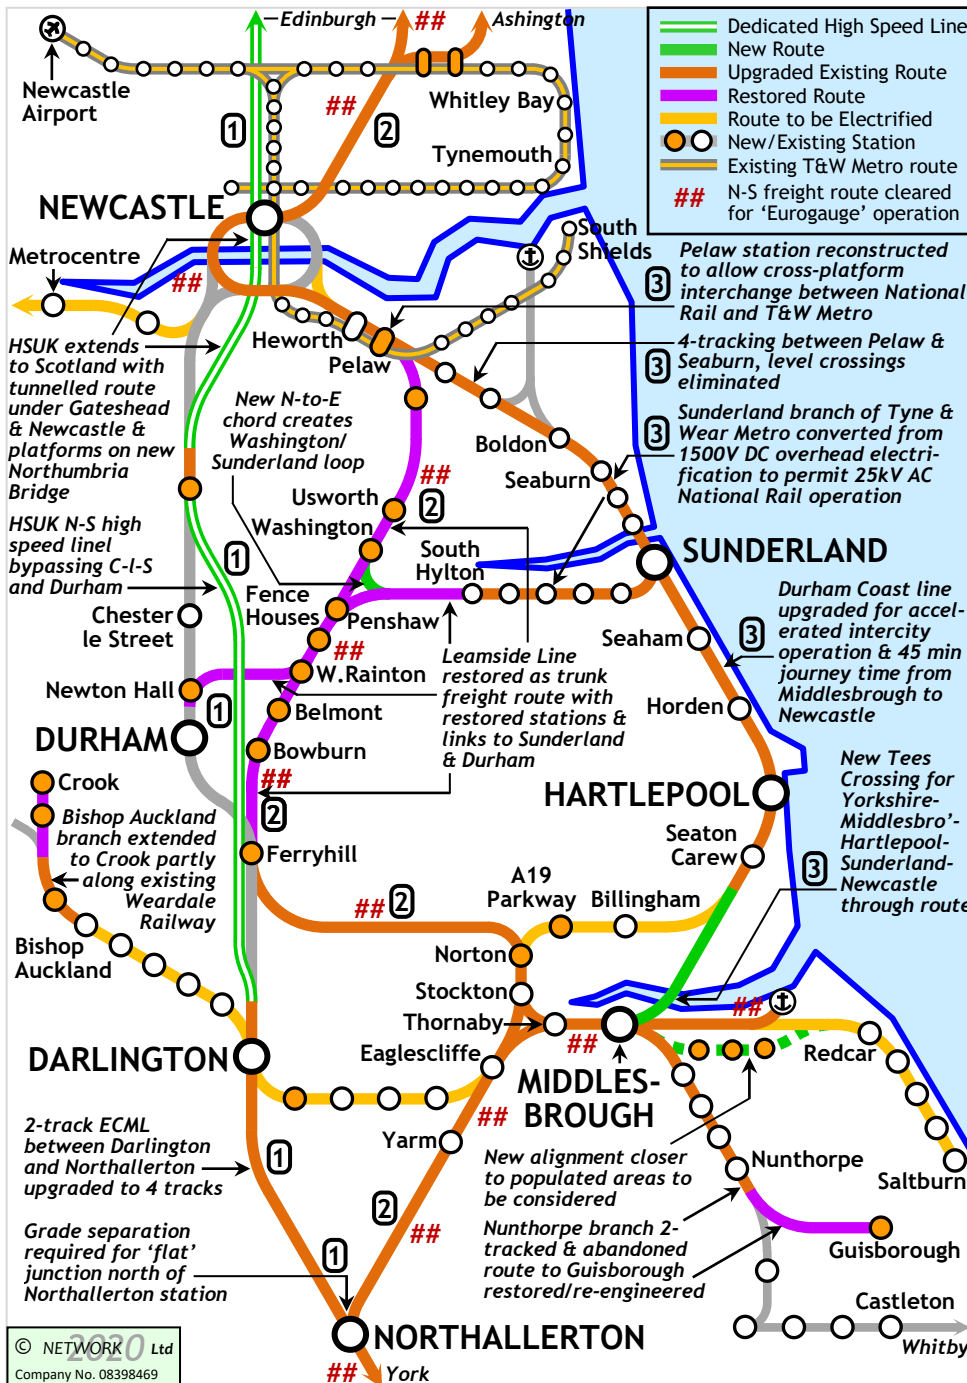 Edinburgh
##
Ashington
Dedicated High Speed Line
New Route
Upgraded Existing Route
Restored Route
Route to be Electrified
New/Existing Station
Existing T&W Metro route
##
N-S freight route cleared
for ‘Eurogauge’ operation
Newcastle
Airport
##
Whitley Bay
1
2
Tynemouth
NEWCASTLE
South
Shields
Metrocentre
##
Pelaw station reconstructed
to allow cross-platform
interchange between National
Rail and T&W Metro
3
Heworth
Pelaw
HSUK extends
to Scotland with
tunnelled route
under Gateshead
& Newcastle &
platforms on new
Northumbria
Bridge
4-tracking between Pelaw &
Seaburn, level crossings
eliminated
3
New N-to-E
chord creates
Washington/
Sunderland loop
Boldon
Seaburn
3
Sunderland branch of Tyne &
Wear Metro converted from
1500V DC overhead electri-
fication to permit 25kV AC
National Rail operation
##
Usworth
2
Washington
HSUK N-S high
speed linel
bypassing C-I-S
and Durham
1
South
Hylton
SUNDERLAND
Fence
Houses
Penshaw
Chester
le Street
##
Seaham
3
Durham Coast line
upgraded for accel-
erated intercity
operation & 45 min
journey time from
Middlesbrough to
Newcastle
W.Rainton
Leamside Line
restored as trunk
freight route with
restored stations &
links to Sunderland
& Durham
Newton Hall
1
Belmont
Horden
DURHAM
Bowburn
##
2
Crook
HARTLEPOOL
New Tees
Crossing for
Yorkshire-
Middlesbro’-
Hartlepool-
Sunderland-
Newcastle
through route
3
Bishop Auckland
branch extended
to Crook partly
along existing
Weardale
Railway
Ferryhill
Seaton
Carew
A19
Parkway
Billingham
##
2
Bishop
Auckland
Norton
Stockton
Thornaby
##
##
DARLINGTON
Eaglescliffe
MIDDLES-
BROUGH
Redcar
##
2-track ECML
between Darlington
and Northallerton
upgraded to 4 tracks
1
Yarm
New alignment closer
to populated areas to
be considered
Nunthorpe
Saltburn
2
##
Grade separation
required for ‘flat’
junction north of
Northallerton station
1
Nunthorpe branch 2-
tracked & abandoned
route to Guisborough
restored/re-engineered
Guisborough
Castleton
Whitby
NORTHALLERTON
##
York
© NETWORK 2020 Ltd
Company No. 08398469